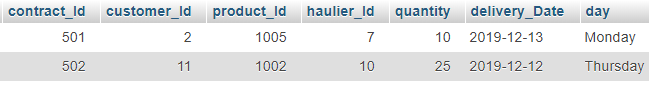 contract_Id customer_Id product_Id haulier_Id quantity delivery_Date day
501 2 1005 7 10 2019-12-13 Monday
502 11 1002 10 25 2019-12-12 Thursday